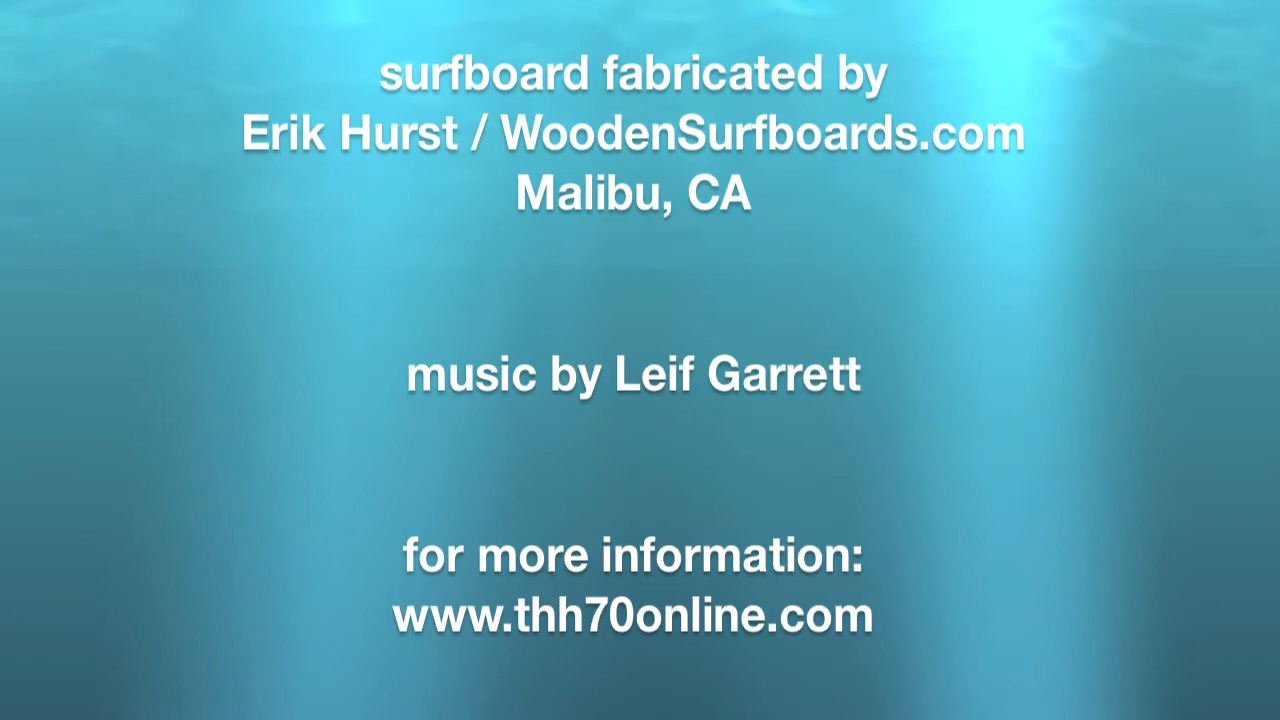 surfboard fabricated by
Erik Hurst / WoodenSurfboards.com
Malibu, CA
music by Leif Garrett
for more information:
www.thh70online.com